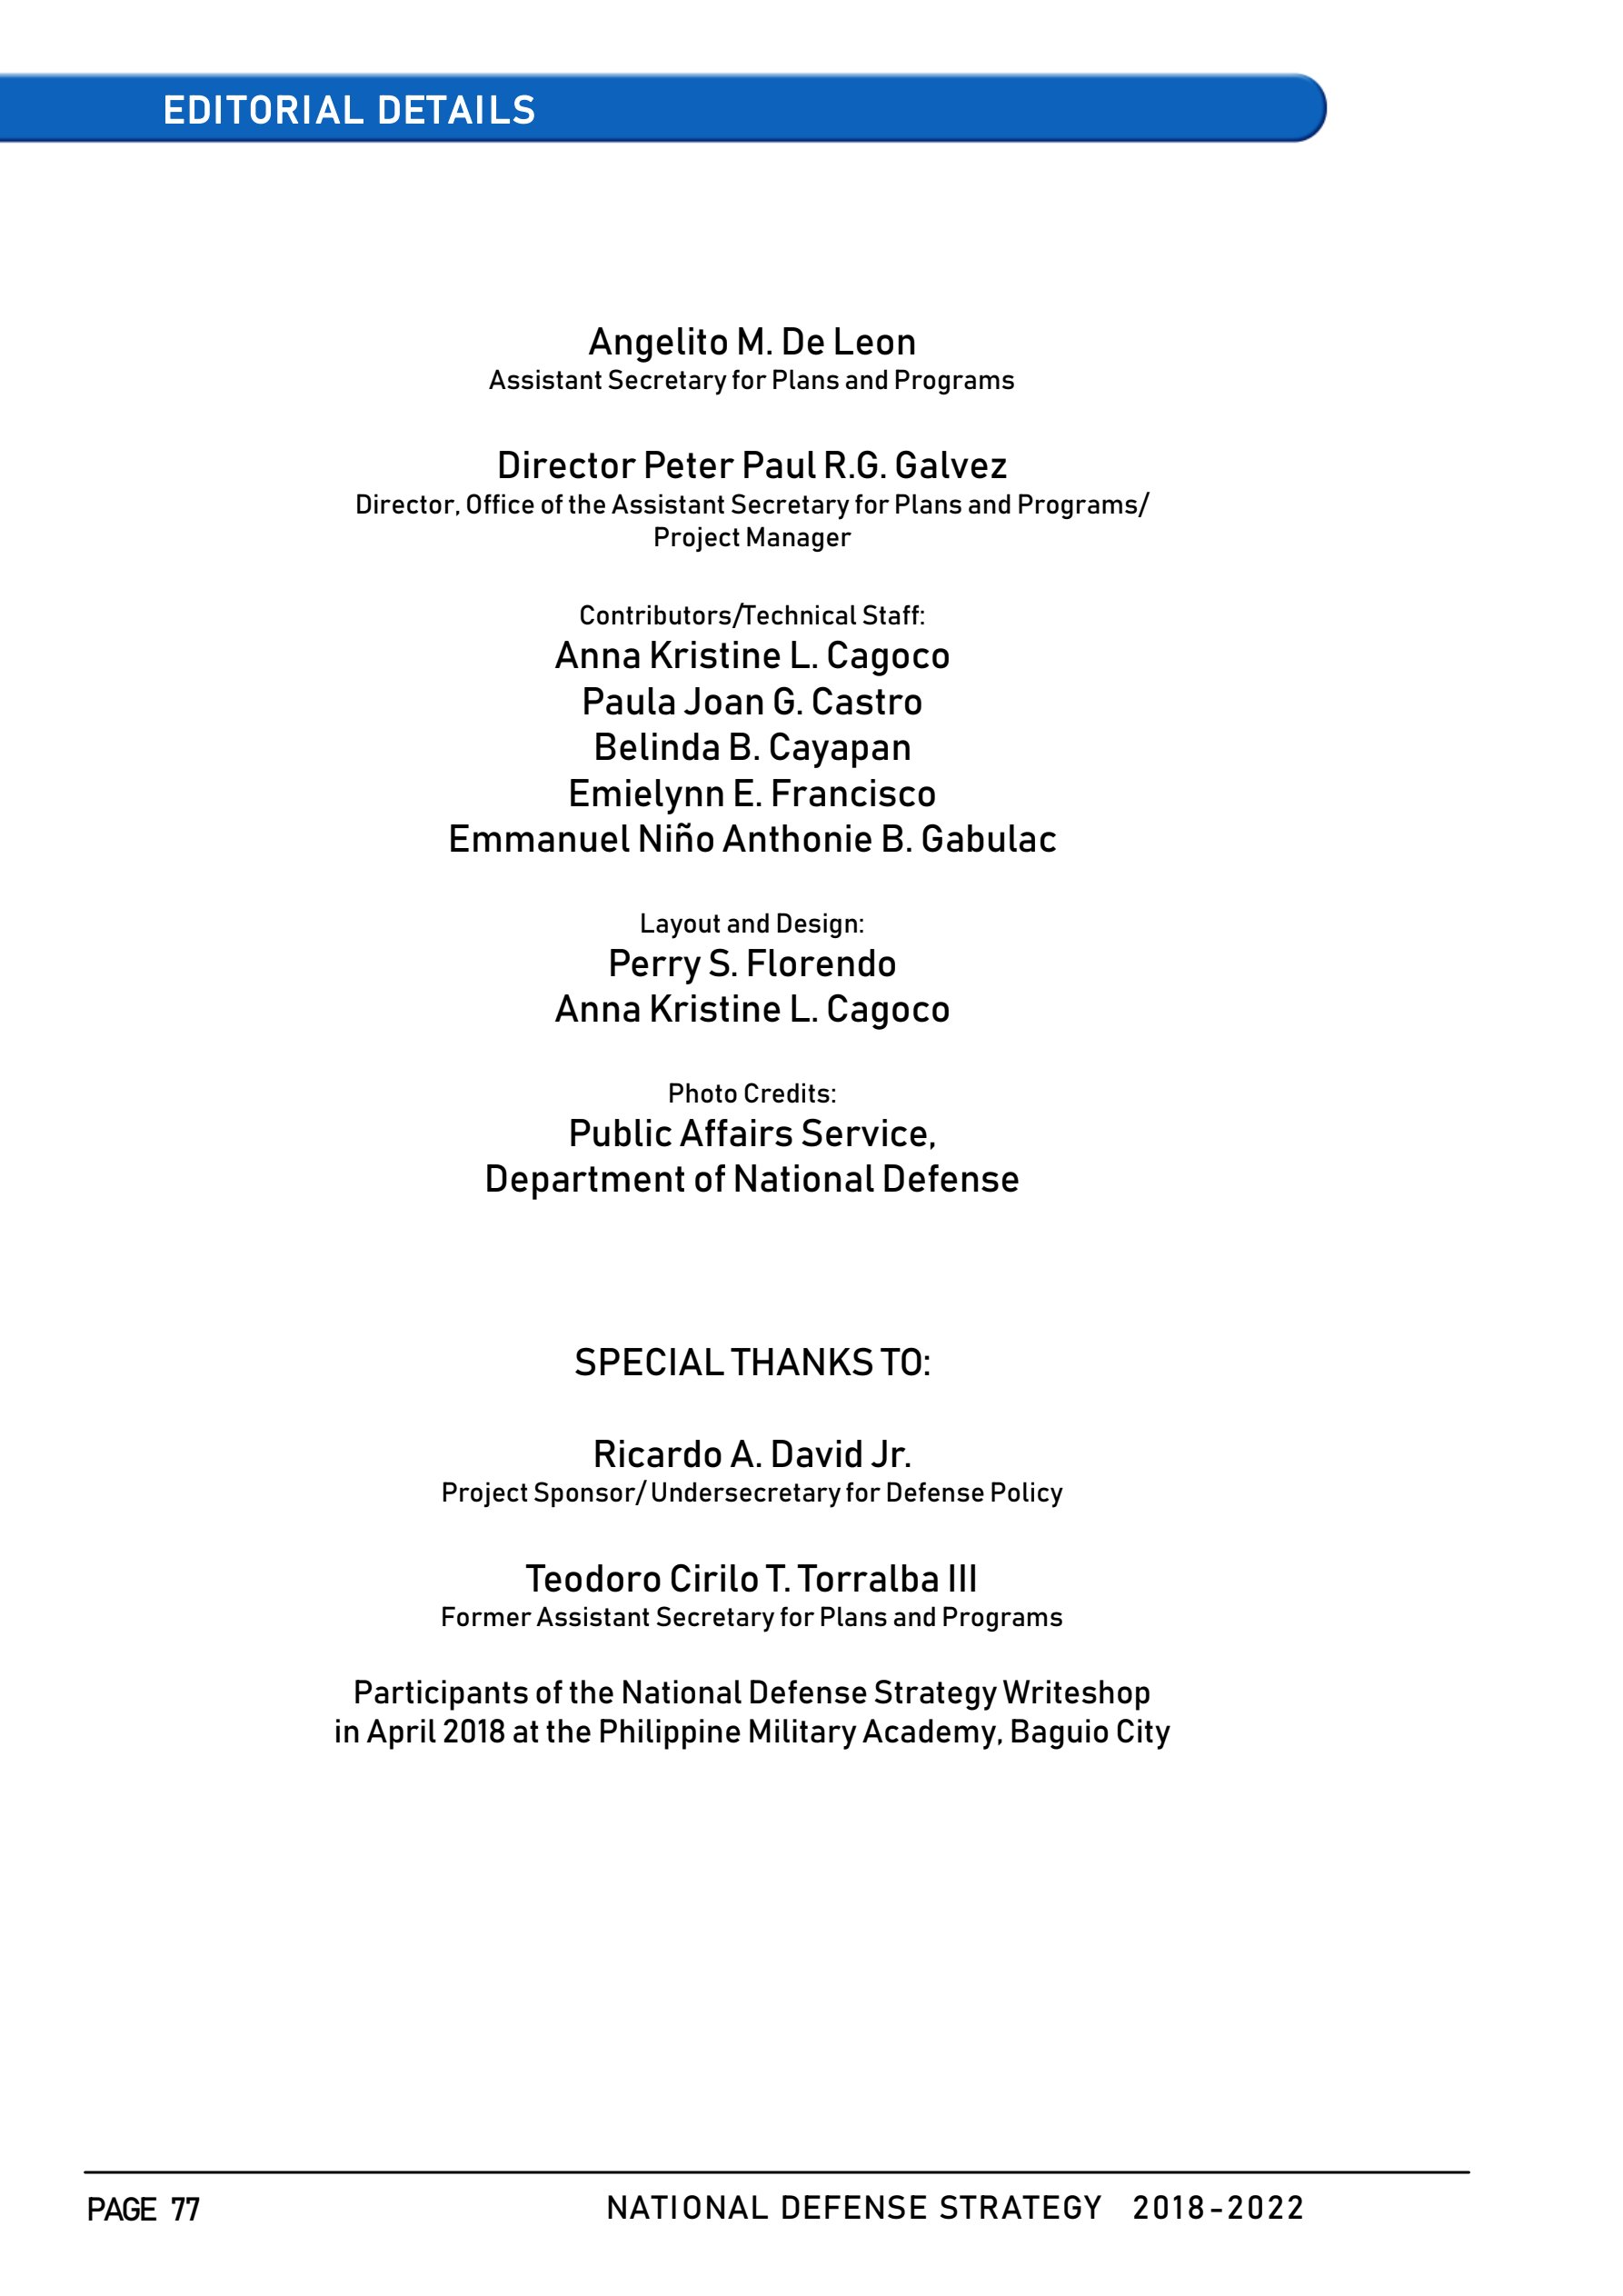 EDITORIAL DETAILS
Angelito M. De Leon
Assistant Secretary for Plans and Programs
Director Peter Paul R.G. Galvez
Director, Office of the Assistant Secretary for Plans and Programs/
Project Manager
Contributors/Technical Staff:
Anna Kristine L. Cagoco
Paula Joan G. Castro
Belinda B. Cayapan
Emielynn E. Francisco
Emmanuel Niño Anthonie B. Gabulac
Layout and Design:
Perry S. Florendo
Anna Kristine L. Cagoco
Photo Credits:
Public Affairs Service,
Department of National Defense
SPECIAL THANKS TO:
Ricardo A. David Jr.
Project Sponsor/ Undersecretary for Defense Policy
Teodoro Cirilo T. Torralba III
Former Assistant Secretary for Plans and Programs
Participants of the National Defense Strategy Writeshop
in April 2018 at the Philippine Military Academy, Baguio City
PAGE 77 NATIONAL DEFENSE STRATEGY 2018-2022